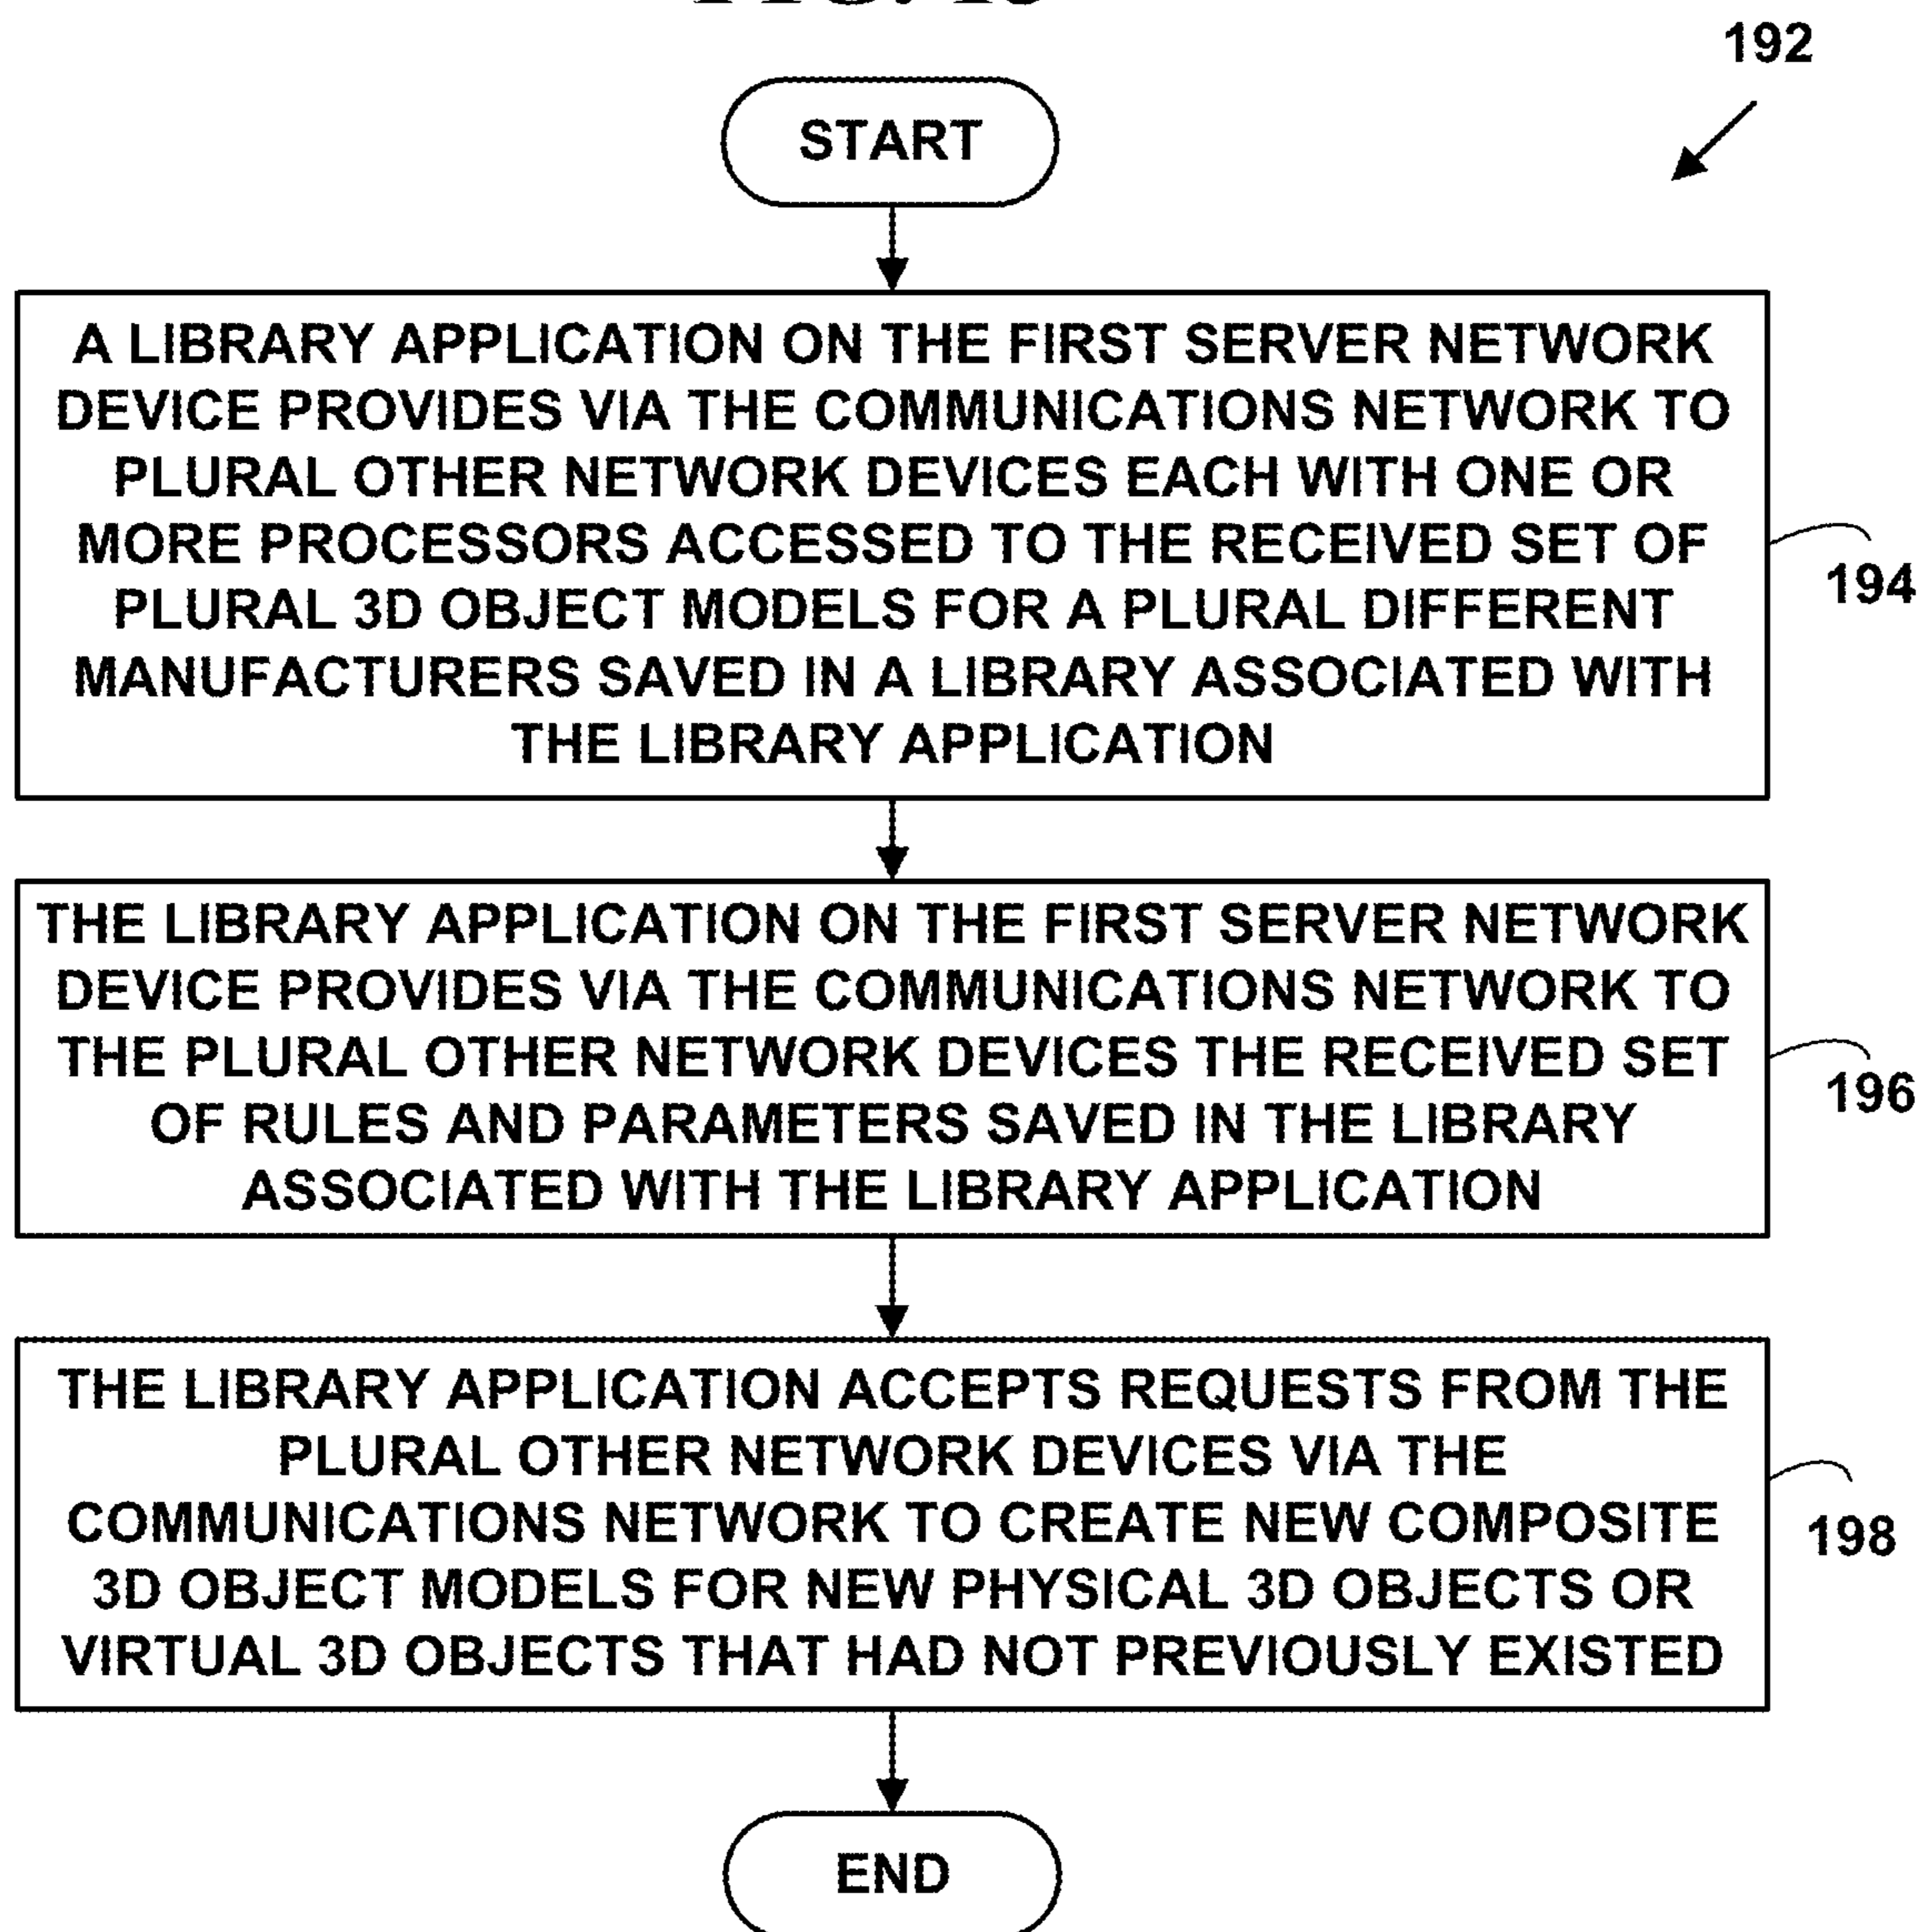 192
START
A LIBRARY APPLICATION ON THE FIRST SERVER NETWORK
DEVICE PROVIDES VIA THE COMMUNICATIONS NETWORK TO
PLURAL OTHER NETWORK DEVICES EACH WITH ONE OR
MORE PROCESSORS ACCESSED TO THE RECEIVED SET OF
PLURAL 3D OBJECT MODELS FOR A PLURAL DIFFERENT
MANUFACTURERS SAVED IN A LIBRARY ASSOCIATED WITH
THE LIBRARY APPLICATION
194
THE LIBRARY APPLICATION ON THE FIRST SERVER NETWORK
DEVICE PROVIDES VIA THE COMMUNICATIONS NETWORK TO
THE PLURAL OTHER NETWORK DEVICES THE RECEIVED SET
OF RULES AND PARAMETERS SAVED IN THE LIBRARY
ASSOCIATED WITH THE LIBRARY APPLICATION
196
THE LIBRARY APPLICATION ACCEPTS REQUESTS FROM THE
PLURAL OTHER NETWORK DEVICES VIA THE
COMMUNICATIONS NETWORK TO CREATE NEW COMPOSITE
3D OBJECT MODELS FOR NEW PHYSICAL 3D OBJECTS OR
VIRTUAL 3D OBJECTS THAT HAD NOT PREVIOUSLY EXISTED
198
END